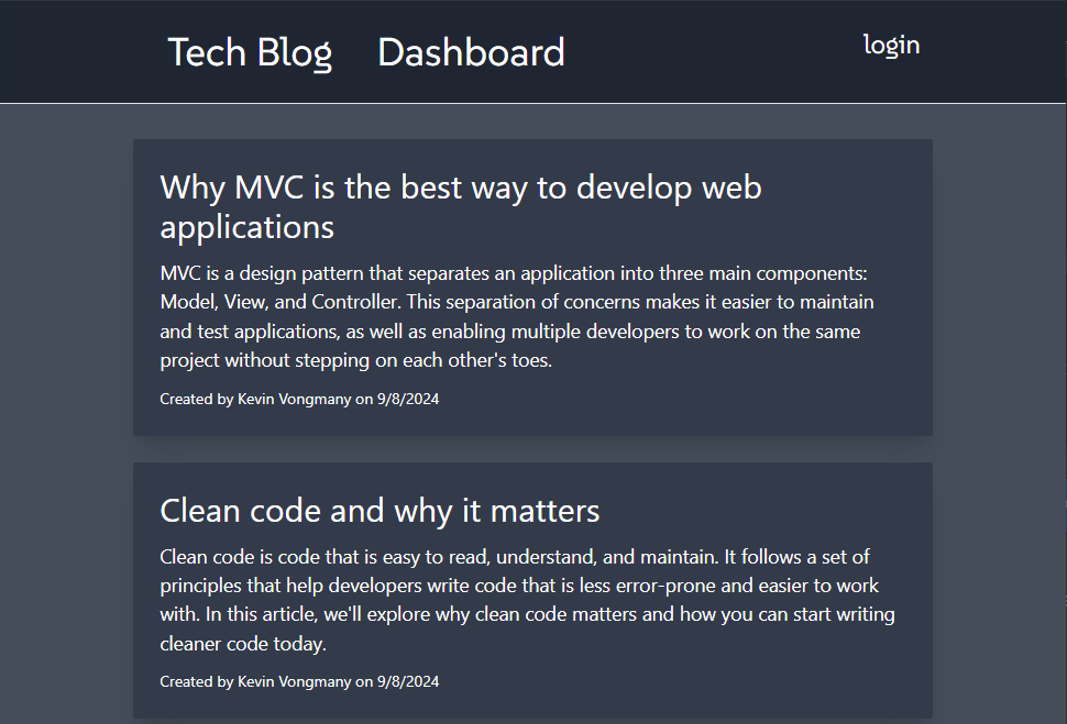 Tech Blog Dashboard login
Why MVC is the best way to develop web
applications
MVC is a design pattern that separates an application into three main components:
Model, View, and Controller. This separation of concerns makes it easier to maintain
and test applications, as well as enabling multiple developers to work on the same
project without stepping on each other's toes.
Created by Kevin Vongmany on 9/8/2024
Clean code and why it matters
Clean code is code that is easy to read, understand, and maintain. It follows a set of
principles that help developers write code that is less error-prone and easier to work
with. In this article, we'll explore why clean code matters and how you can start writing
cleaner code today.
Created by Kevin Vongmany on 9/8/2024